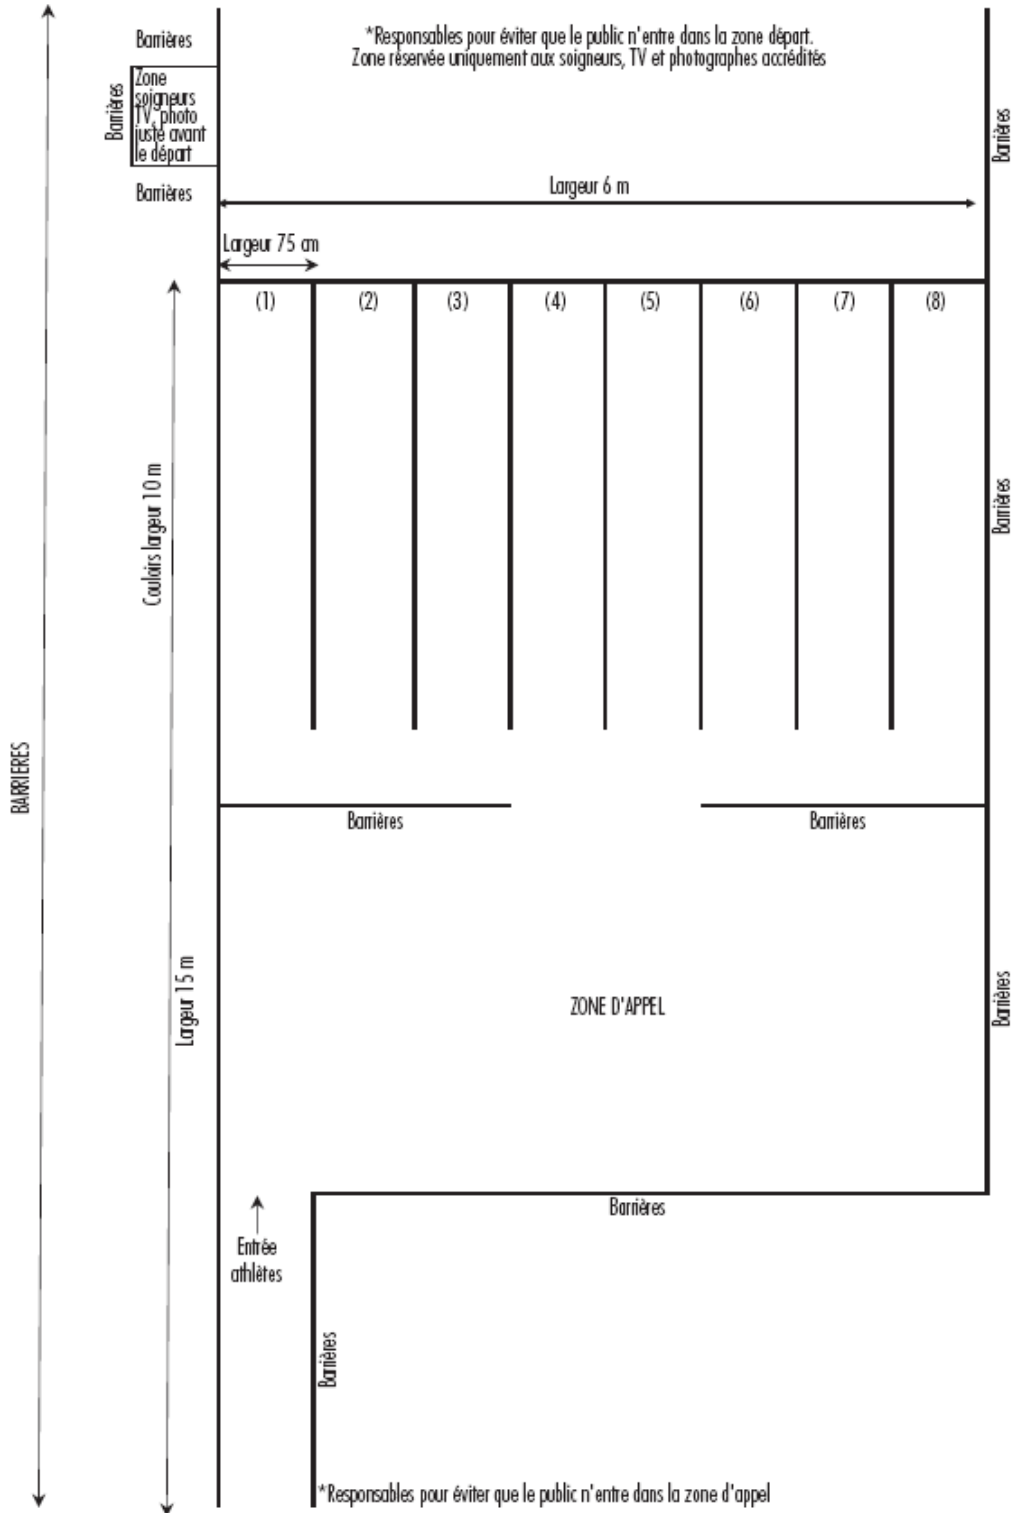 Barrières
*Responsables pour éviter que le public n'entre dans la zone départ.
Zone réservée uniquement aux soigneurs, TV et photographes accrédités
Barrières
Zone
soigneurs
TV, photo
juste avant
le départ
Barrières
Barrières
Largeur 6 m
Largeur 75 cm
(1)
(2)
(3)
(4)
(5)
(6)
(7)
(8)
Couloirs largeur 10 m
Barrières
BARRIERES
Barrières
Barrières
Largeur 15 m
ZONE D'APPEL
Barrières
Barrières
Entrée
athlètes
Barrières
*Responsables pour éviter que le public n'entre dans la zone d'appel